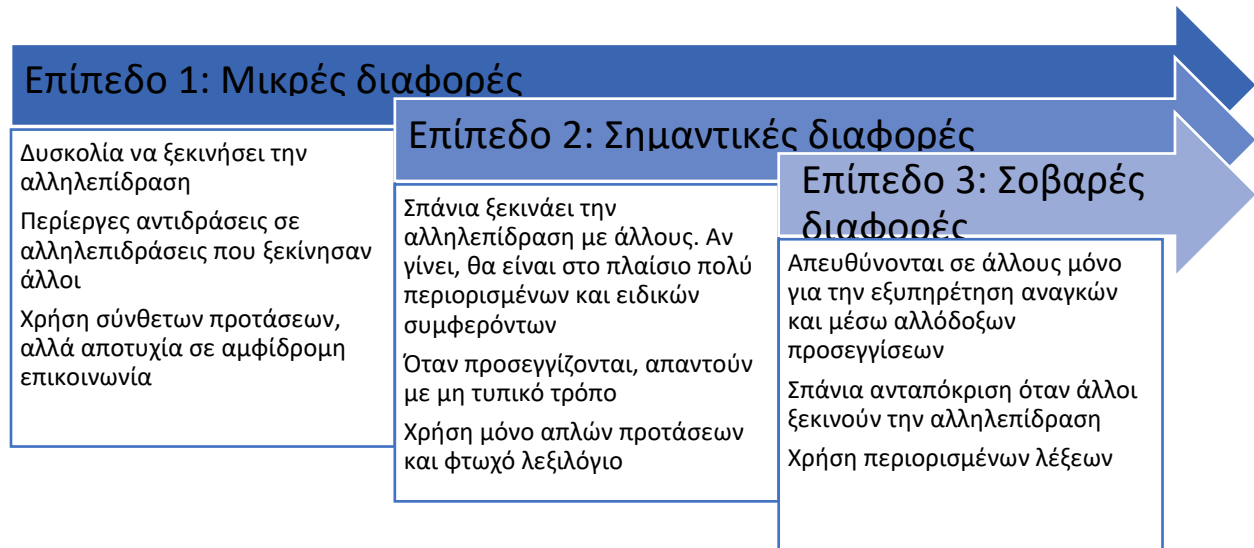 Επίπεδο 1: Μικρές διαφορές
Δυσκολία να ξεκινήσει την
αλληλεπίδραση
Περίεργες αντιδράσεις σε
αλληλεπιδράσεις που ξεκίνησαν
άλλοι
Χρήση σύνθετων προτάσεων,
αλλά αποτυχία σε αμφίδρομη
επικοινωνία
Επίπεδο 2: Σημαντικές διαφορές
Σπάνια ξεκινάει την
αλληλεπίδραση με άλλους. Αν
γίνει, θα είναι στο πλαίσιο πολύ
περιορισμένων και ειδικών
συμφερόντων
Όταν προσεγγίζονται, απαντούν
με μη τυπικό τρόπο
Χρήση μόνο απλών προτάσεων
και φτωχό λεξιλόγιο
Επίπεδο 3: Σοβαρές
διαφορές
Απευθύνονται σε άλλους μόνο
για την εξυπηρέτηση αναγκών
και μέσω αλλόδοξων
προσεγγίσεων
Σπάνια ανταπόκριση όταν άλλοι
ξεκινούν την αλληλεπίδραση
Χρήση περιορισμένων λέξεων